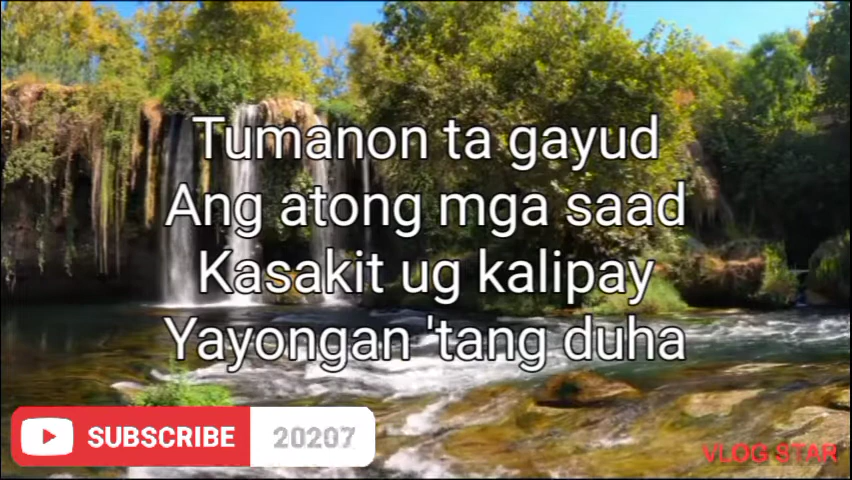 Tumanon ta gayud
Ang atong mga saad
Kasakit ug kalipay
Yayongan 'tang duha
SUBSCRIBE 20207
VLOG STAR